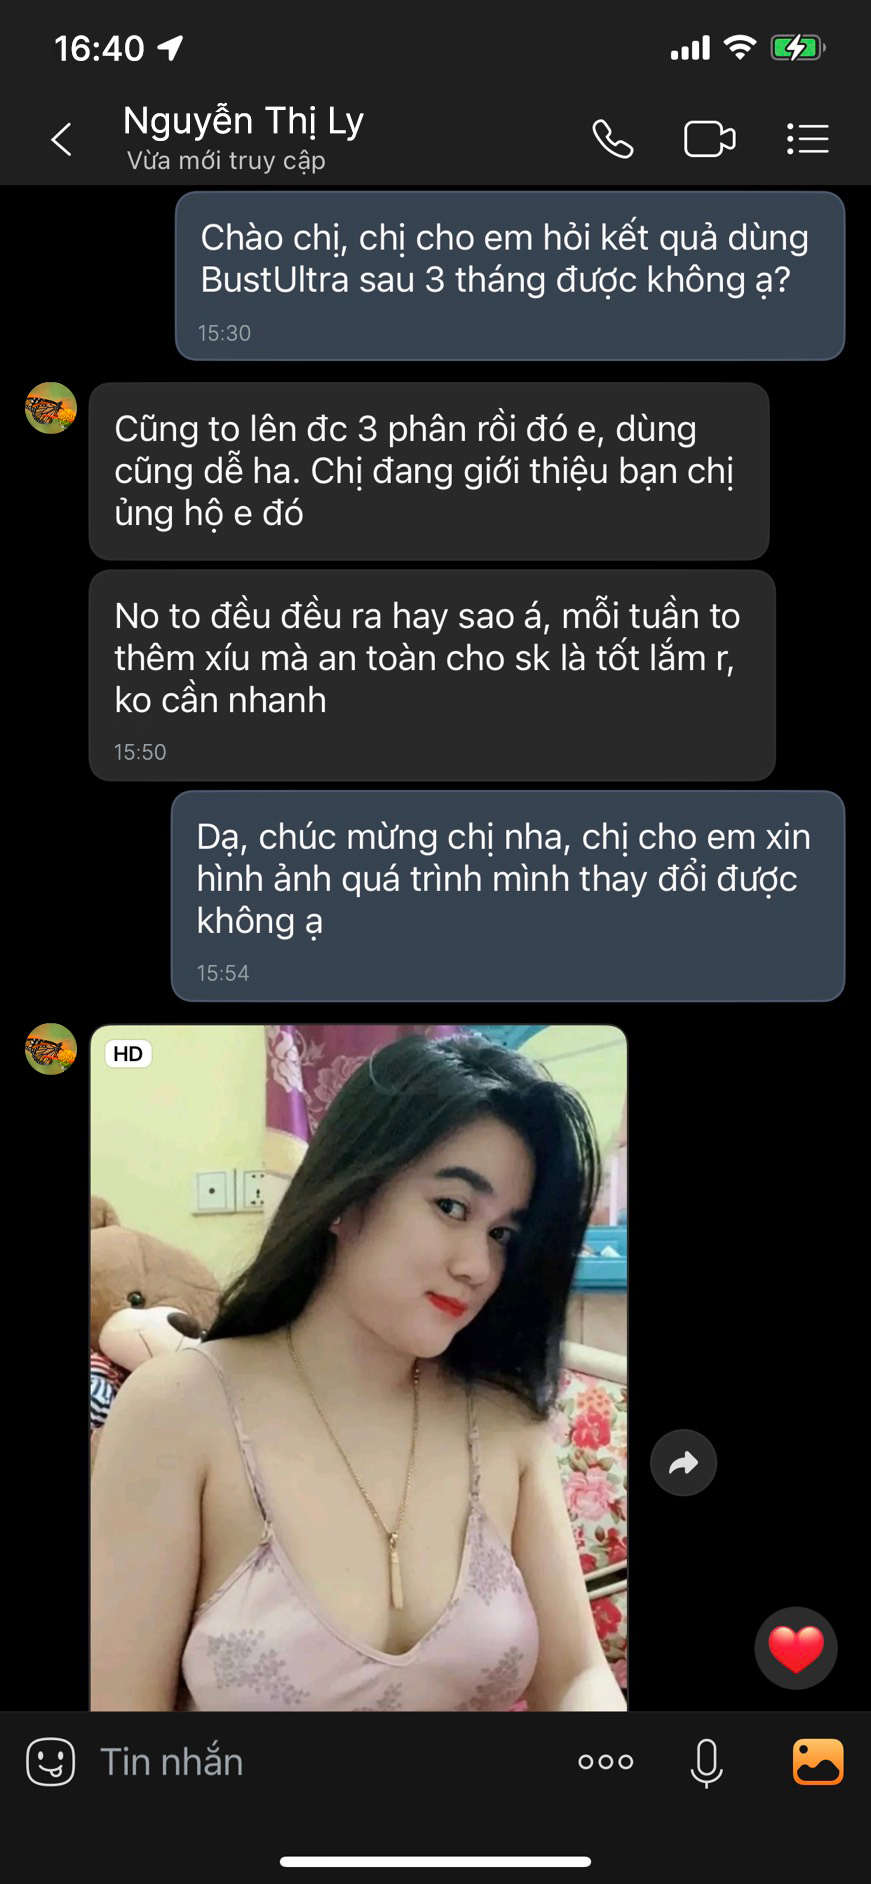 16:40
Nguyễn Thị Ly
Vừa mới truy cập
Chào chị, chị cho em hỏi kết quả dùng
BustUltra sau 3 tháng được không ạ?
15:30
Cũng to lên đc 3 phân rồi đó e, dùng
cũng dễ ha. Chị đang giới thiệu bạn chị
ủng hộ e đó
No to đều đều ra hay sao á, mỗi tuần to
thêm xíu mà an toàn cho sk là tốt lắm r,
ko cần nhanh
15:50
Dạ, chúc mừng chị nha, chị cho em xin
hình ảnh quá trình mình thay đổi được
không ạ
15:54
HD
Tin nhắn